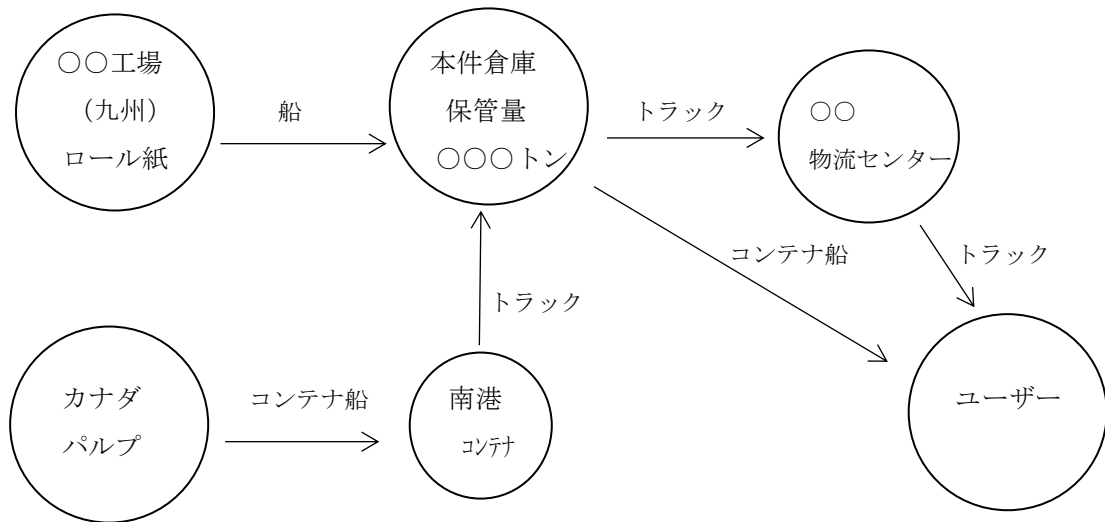 ○○工場
（九州）
ロール紙
船
本件倉庫
保管量
○○○トン
トラック
○○
物流センター
コンテナ船
トラック
トラック
カナダ
パルプ
コンテナ船
南港
コンテナ
ユーザー